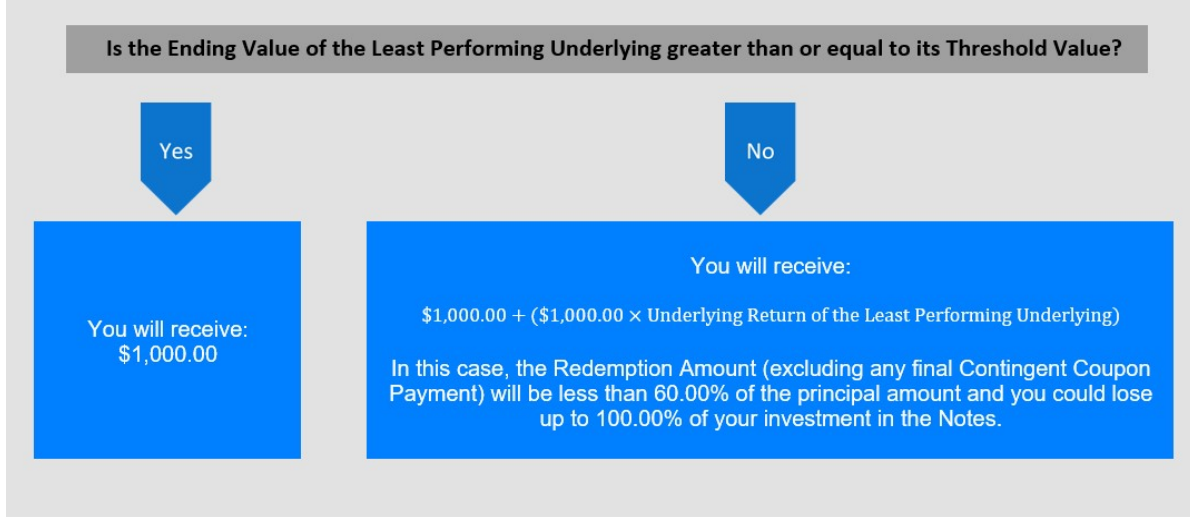 Is the Ending Value of the Least Performing Underlying greater than or equal to its Threshold Value?
Yes
No
You will receive:
$1,000.00
You will receive:
$1,000.00 + ($1,000.00 × Underlying Return of the Least Performing Underlying)
In this case, the Redemption Amount (excluding any final Contingent Coupon
Payment) will be less than 60.00% of the principal amount and you could lose
up to 100.00% of your investment in the Notes.